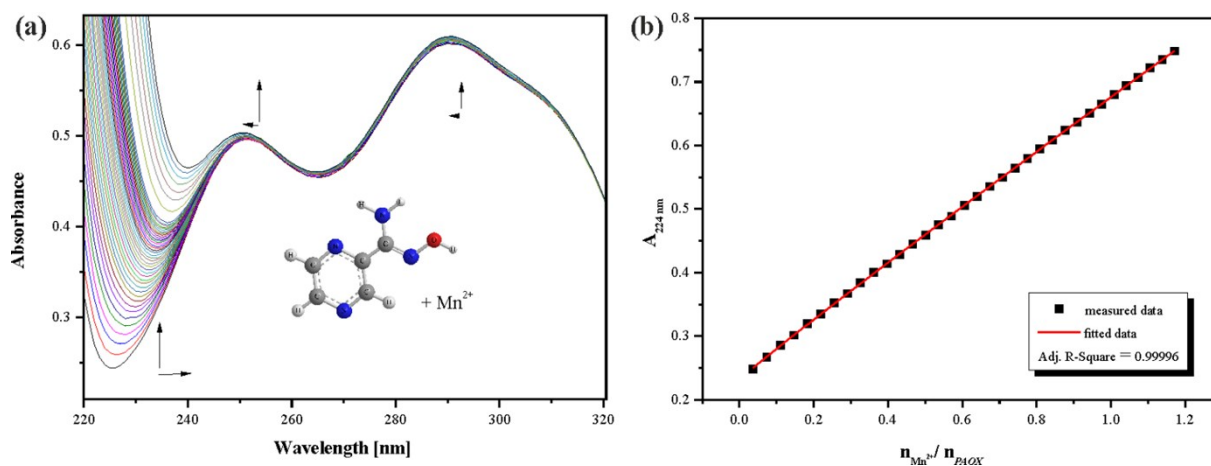 (a)
0.6
0.5
0.4
0.3
Absorbance
220 240 260 280 300 320
Wavelength [nm]
+ Mn²⁺
(b)
0.8
0.7
0.6
0.5
0.4
0.3
0.2
A₂₂₄ ₙₘ
0.0 0.2 0.4 0.6 0.8 1.0 1.2
n_Mn²⁺/ n_PAOX
measured data
fitted data
Adj. R-Square = 0.99996